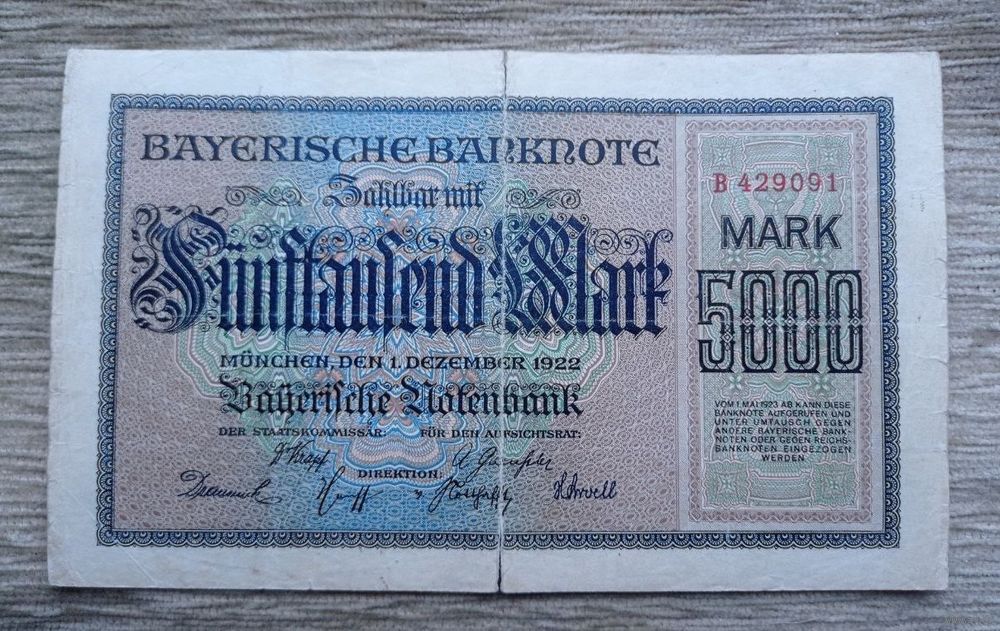 BAYERISCHE BANKNOTE
Zahlbar mit
Fünftausend Mark
MÜNCHEN, DEN 1. DEZEMBER 1922
Bayerische Notenbank
DER STAATSKOMMISSÄR: FÜR DEN AUFSICHTSRAT:
DIREKTION
B 429091
MARK
5000
VOM 1. MAI 1923 AB KANN DIESE
BANKNOTE AUFGERUFEN UND
UNTER UMTAUSCH GEGEN
ANDERE BAYERISCHE BANK-
NOTEN ODER GEGEN REICHS-
BANKNOTEN EINGEZOGEN
WERDEN